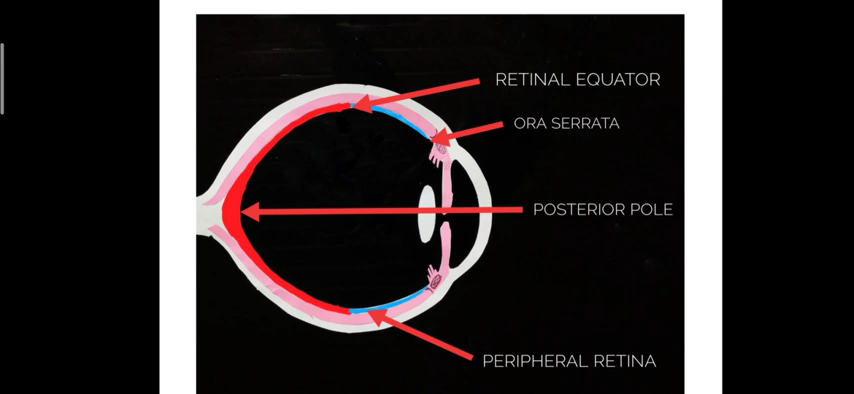 RETINAL EQUATOR
ORA SERRATA
POSTERIOR POLE
PERIPHERAL RETINA